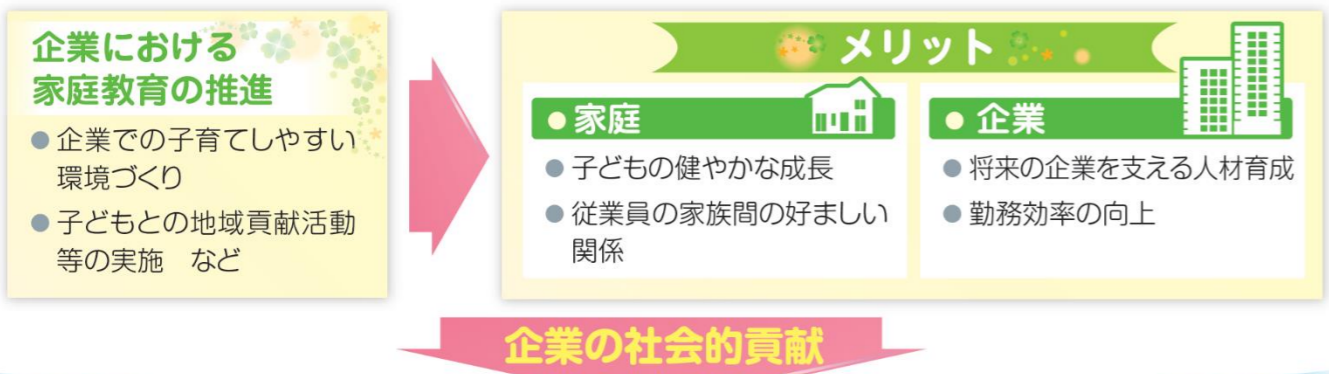 企業における
家庭教育の推進
● 企業での子育てしやすい
環境づくり
● 子どもとの地域貢献活動
等の実施　など
メリット
● 家庭
● 子どもの健やかな成長
● 従業員の家族間の好ましい
関係
● 企業
● 将来の企業を支える人材育成
● 勤務効率の向上
企業の社会的貢献